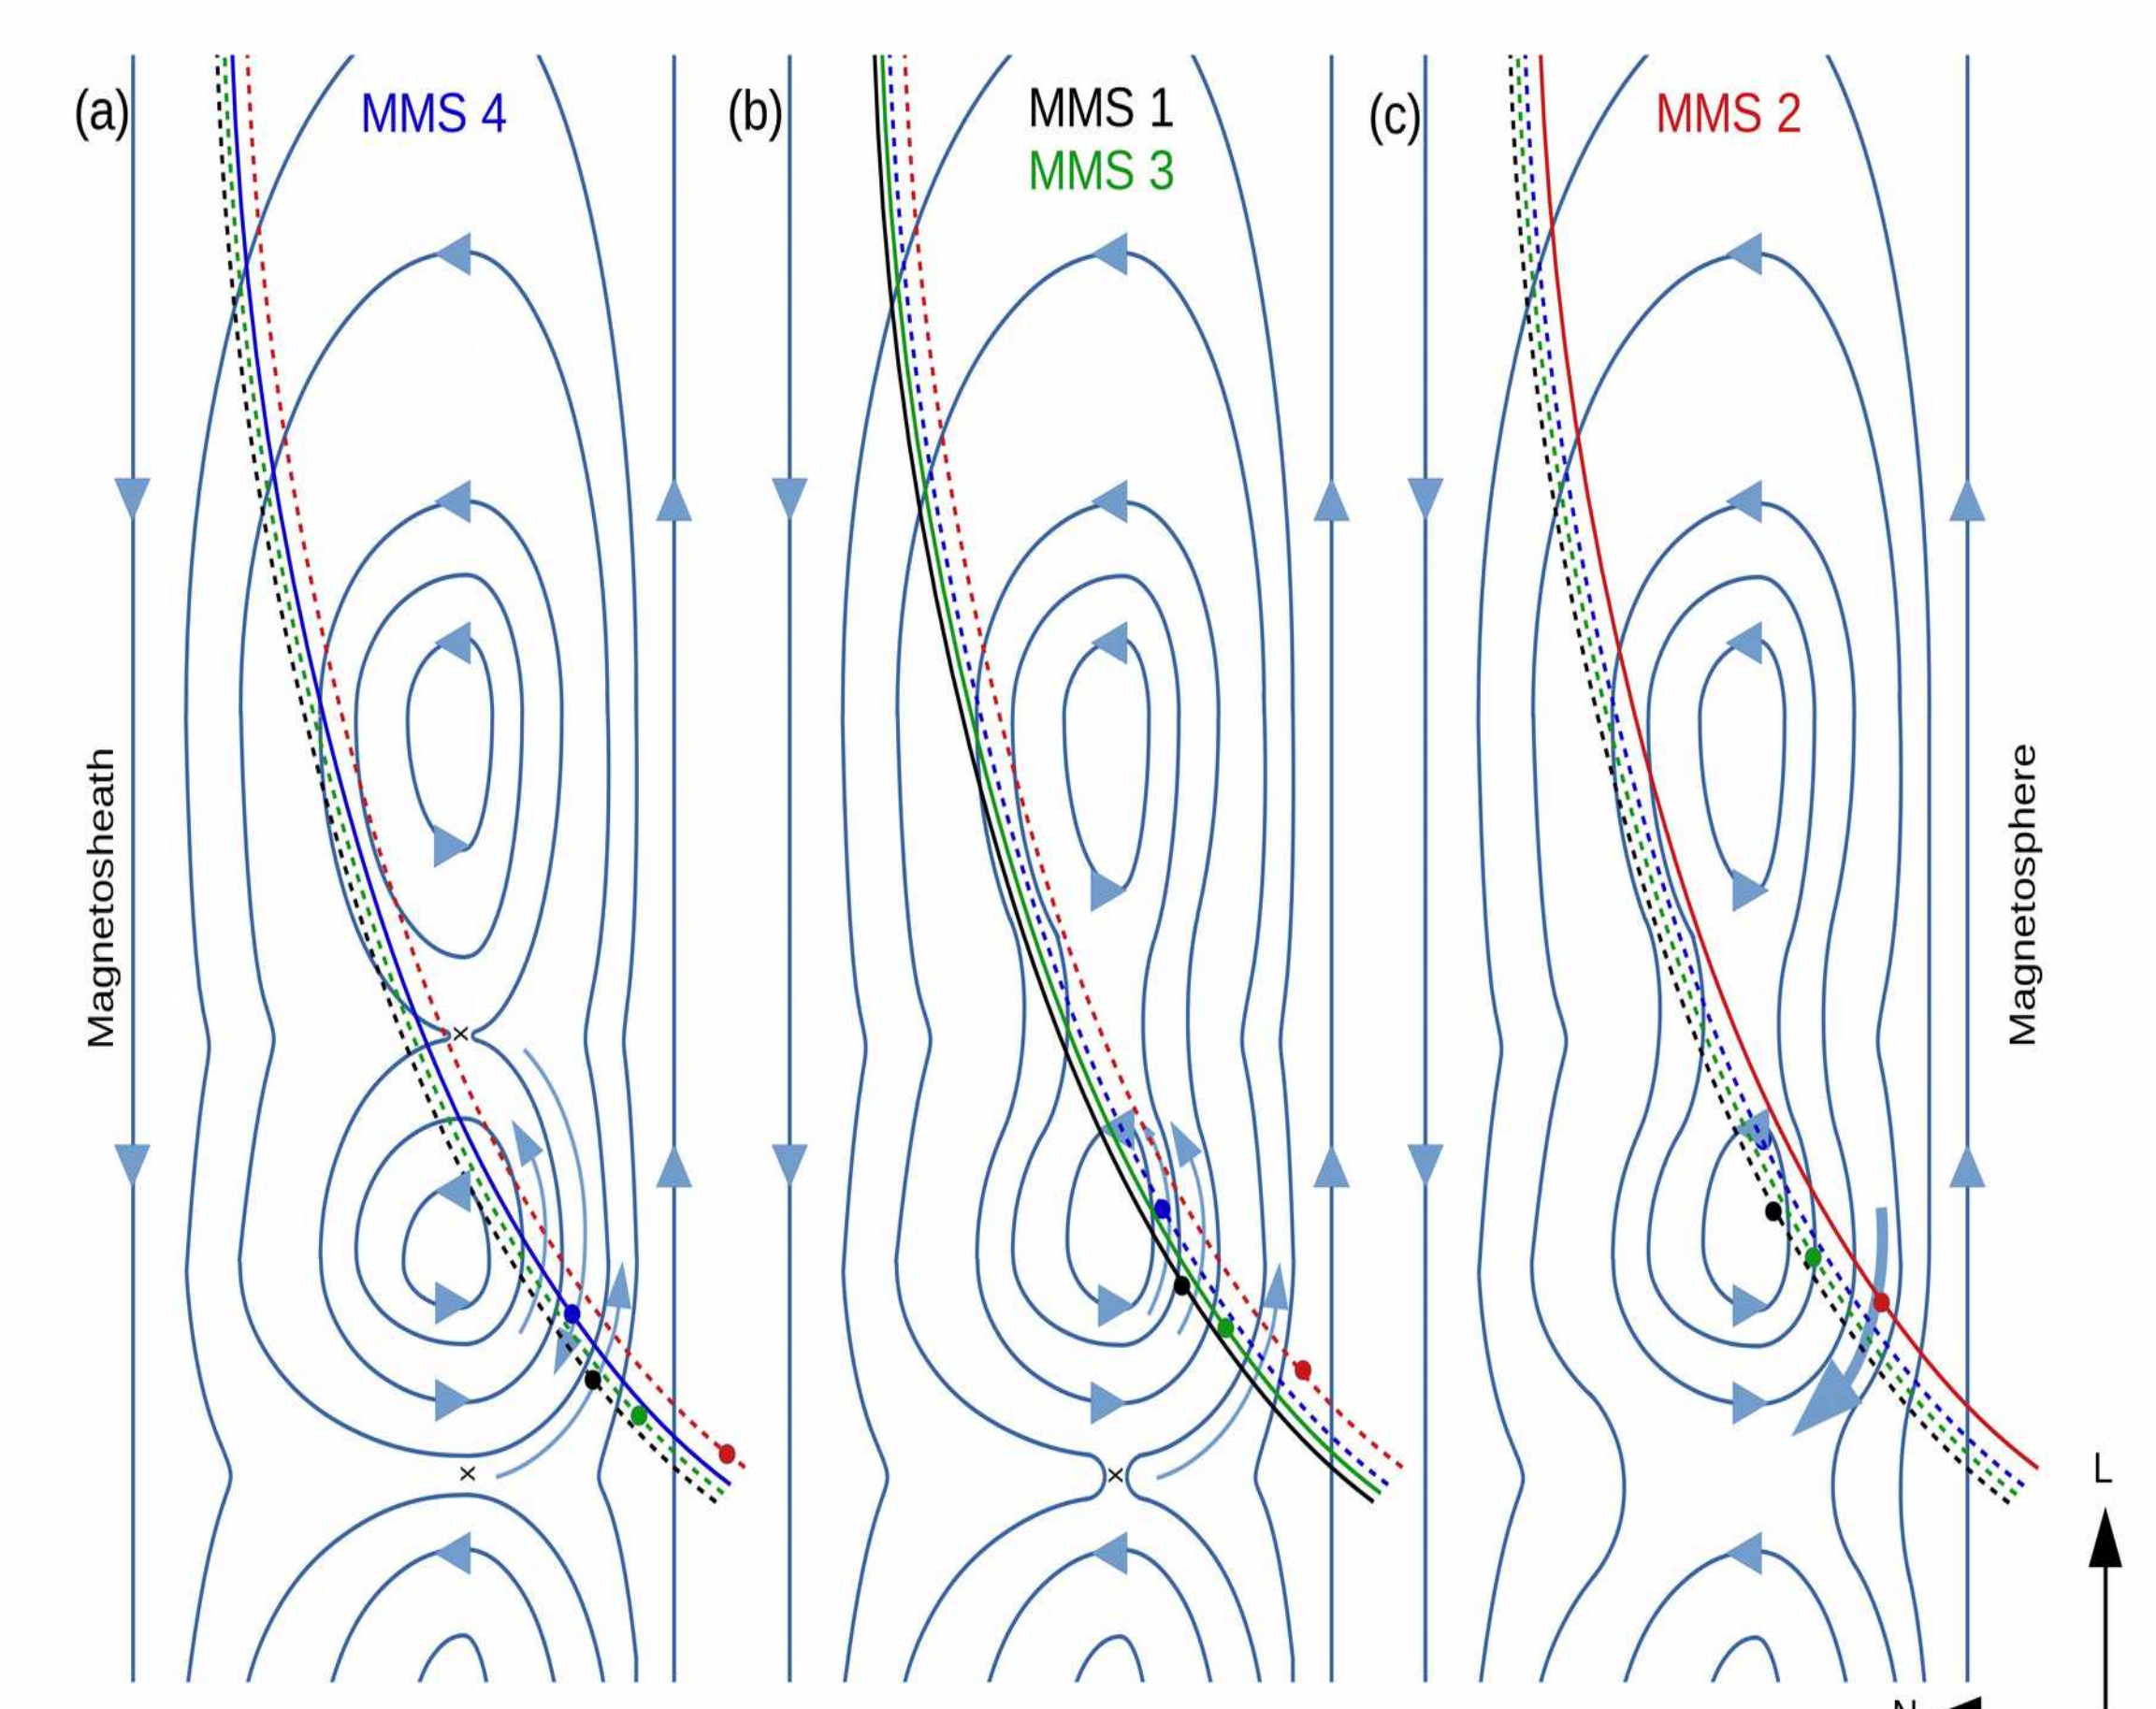 (a)
MMS 4
(b)
MMS 1
MMS 3
(c)
MMS 2
Magnetosheath
Magnetosphere
L
N